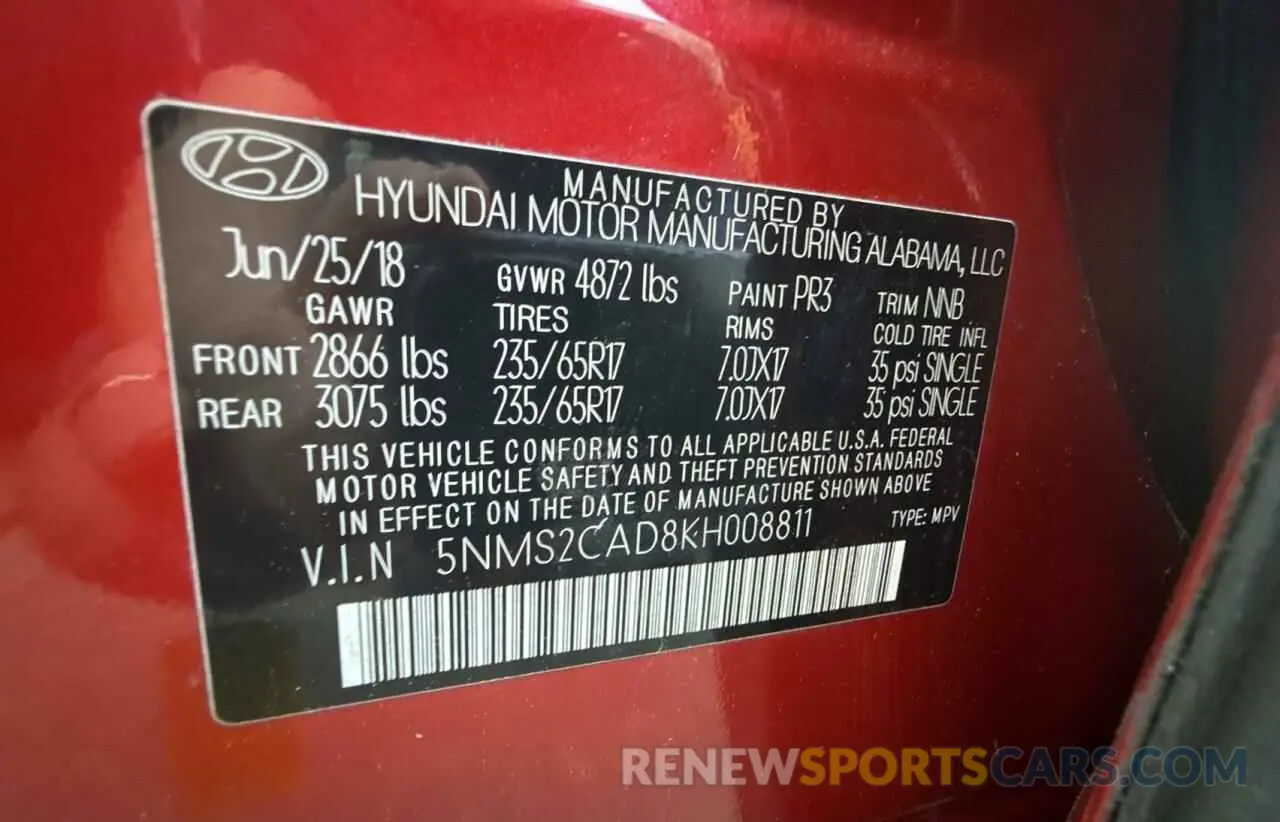 MANUFACTURED BY
HYUNDAI MOTOR MANUFACTURING ALABAMA, LLC
Jun/25/18 GVWR 4872 lbs PAINT PR3 TRIM NNB
GAWR TIRES RIMS COLD TIRE INFL
FRONT 2866 lbs 235/65R17 7.0JX17 35 psi SINGLE
REAR 3075 lbs 235/65R17 7.0JX17 35 psi SINGLE
THIS VEHICLE CONFORMS TO ALL APPLICABLE U.S.A. FEDERAL
MOTOR VEHICLE SAFETY AND THEFT PREVENTION STANDARDS
IN EFFECT ON THE DATE OF MANUFACTURE SHOWN ABOVE
V.I.N 5NMS2CAD8KH008811 TYPE: MPV
RENEWSPORTSCARS.COM